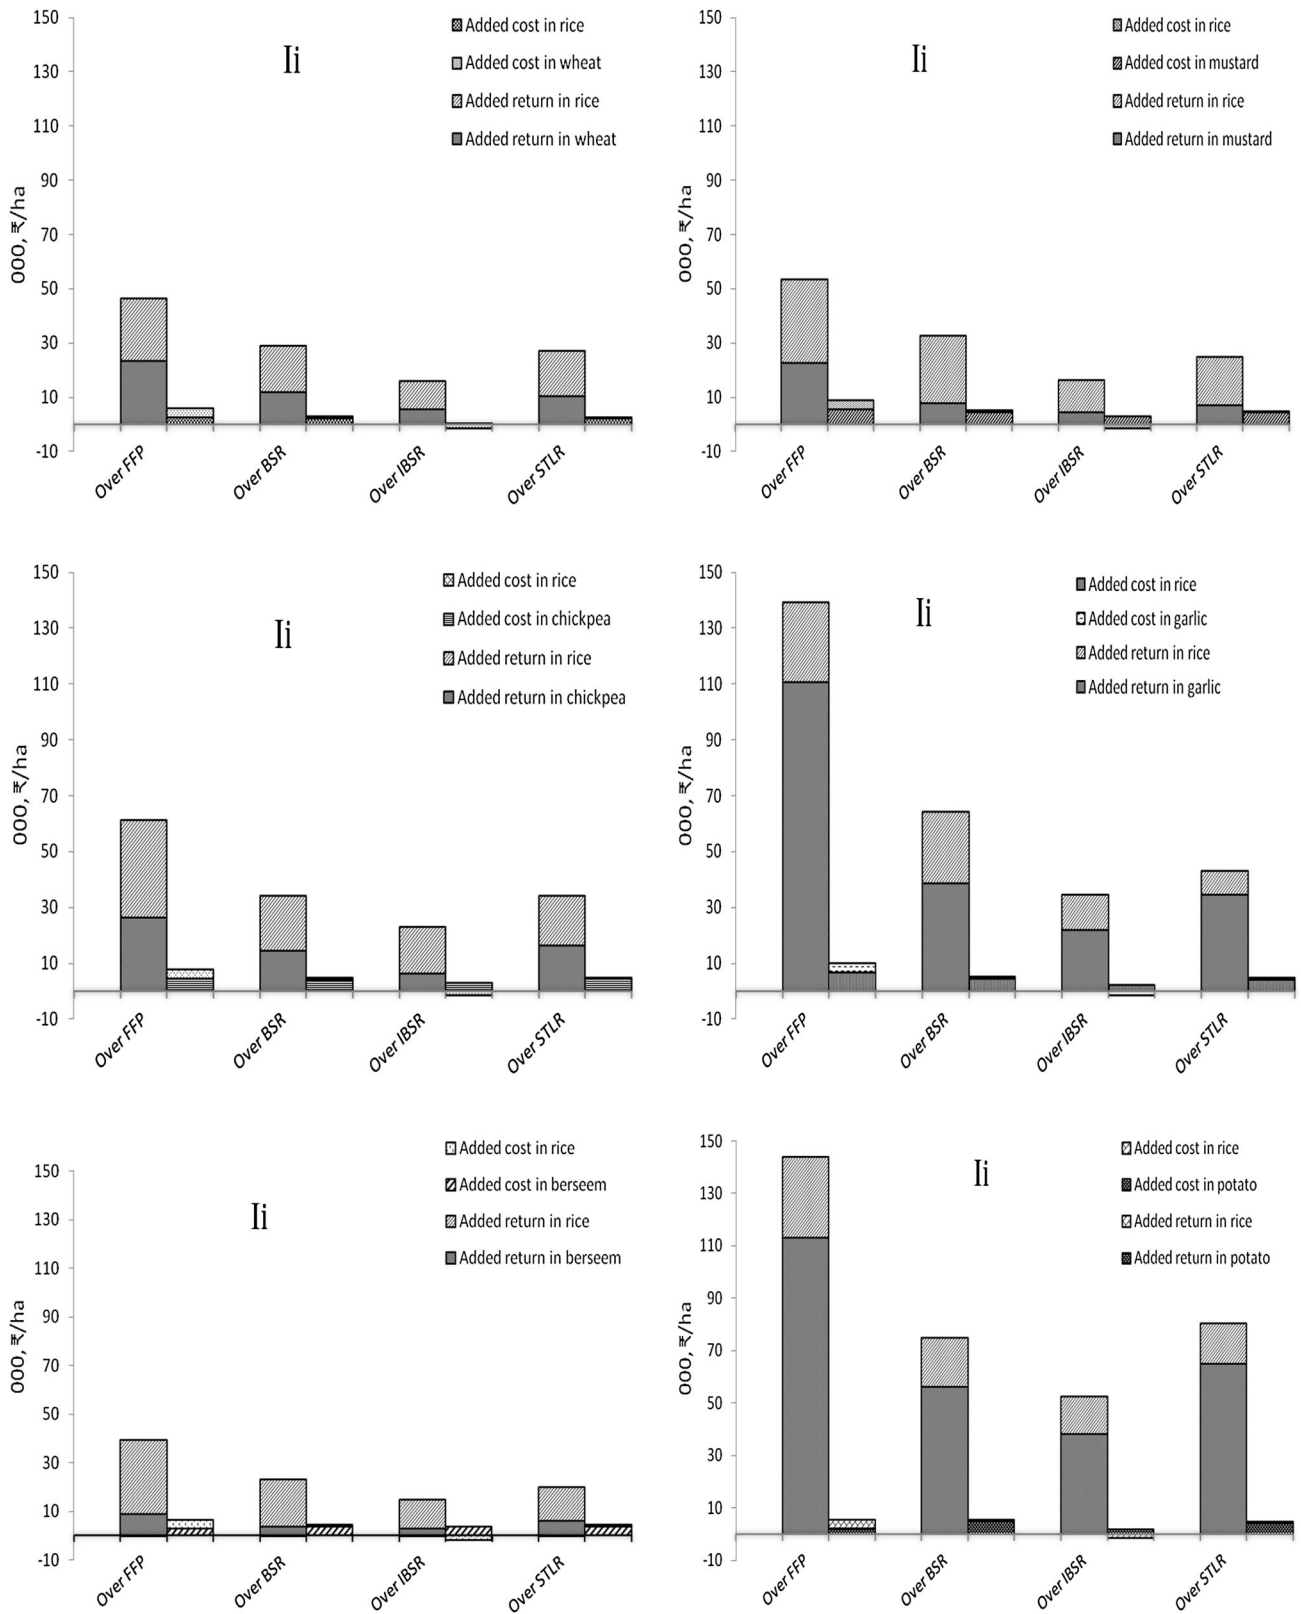 150
130
110
90
70
50
30
10
-10
000, ₹/ha
Ii
Added cost in rice
Added cost in wheat
Added return in rice
Added return in wheat
Over FFP
Over BSR
Over IBSR
Over STLR
150
130
110
90
70
50
30
10
-10
000, ₹/ha
Ii
Added cost in rice
Added cost in mustard
Added return in rice
Added return in mustard
Over FFP
Over BSR
Over IBSR
Over STLR
150
130
110
90
70
50
30
10
-10
000, ₹/ha
Ii
Added cost in rice
Added cost in chickpea
Added return in rice
Added return in chickpea
Over FFP
Over BSR
Over IBSR
Over STLR
150
130
110
90
70
50
30
10
-10
000, ₹/ha
Ii
Added cost in rice
Added cost in garlic
Added return in rice
Added return in garlic
Over FFP
Over BSR
Over IBSR
Over STLR
150
130
110
90
70
50
30
10
-10
000, ₹/ha
Ii
Added cost in rice
Added cost in berseem
Added return in rice
Added return in berseem
Over FFP
Over BSR
Over IBSR
Over STLR
150
130
110
90
70
50
30
10
-10
000, ₹/ha
Ii
Added cost in rice
Added cost in potato
Added return in rice
Added return in potato
Over FFP
Over BSR
Over IBSR
Over STLR